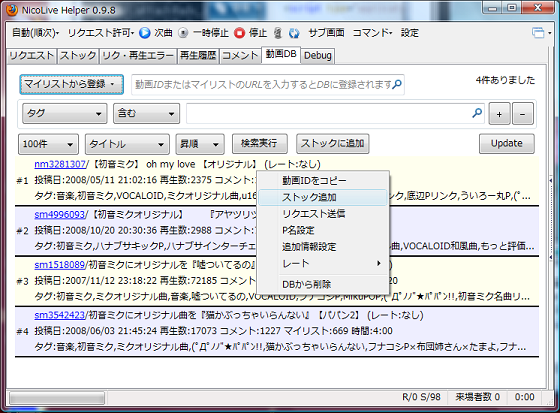 NicoLive Helper 0.9.8
自動(順次) リクエスト許可 次曲 一時停止 停止 サブ画面 コマンド 設定
リクエスト ストック リク・再生エラー 再生履歴 コメント 動画DB Debug
マイリストから登録 動画IDまたはマイリストのURLを入力するとDBに登録されます 4件ありました
タグ 含む + -
100件 タイトル 昇順 検索実行 ストックに追加 Update
nm3281307/【初音ミク】 oh my love 【オリジナル】 (レート:なし)
#1 投稿日:2008/05/11 21:02:16 再生数:2375 コメント:
タグ:音楽,初音ミク,VOCALOID,ミクオリジナル曲,u16 底辺Pリンク,ういろー丸P,(°
sm4996093/【初音ミクオリジナル】 『アヤツリ
#2 投稿日:2008/10/20 20:30:36 再生数:2988 コメント:
タグ:初音ミク,ハナブサキックP,ハナブサインターチェ 曲,VOCALOID和風曲,もっと評価...
sm1518089/初音ミクにオリジナルを『嘘ついてるの』
#3 投稿日:2007/11/12 23:18:22 再生数:72185 コメント
タグ:初音ミク,ミクオリジナル曲,音楽,嘘ついてるの,VOCALOID,フナコシP,MikuPOP,(ﾟДﾟノﾞ★パﾟパン!!,初音ミク名曲リ...
sm3542423/初音ミクにオリジナル曲を『猫かぶっちゃいらんない』【パパン2】 (レート:なし)
#4 投稿日:2008/06/03 21:45:24 再生数:17073 コメント:1227 マイリスト:669 時間:4:00
タグ:音楽,初音ミク,ミクオリジナル曲,(ﾟДﾟノﾞ★パﾟパン!!,猫かぶっちゃいらんない,フナコシP×布団姉さん×たまよ,フナ...
動画IDをコピー
ストック追加
リクエスト送信
P名設定
追加情報設定
レート
DBから削除
R/0 S/98 来場者数 0 0:00